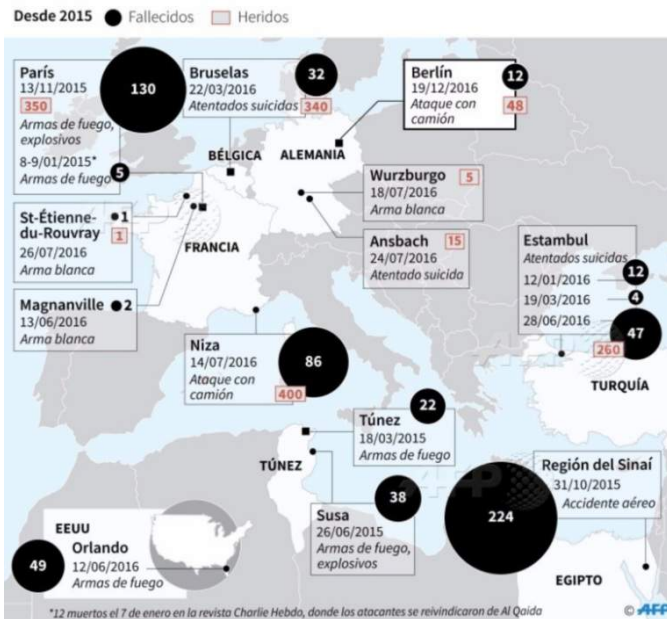 Desde 2015 Fallecidos Heridos
París
13/11/2015
350
130
Armas de fuego,
explosivos
8-9/01/2015*
Armas de fuego
5
Bruselas
22/03/2016
Atentados suicidas
32
340
BÉLGICA
Berlín
19/12/2016
Ataque con
camión
12
48
ALEMANIA
Wurzburgo 5
18/07/2016
Arma blanca
Ansbach 15
24/07/2016
Atentado suicida
St-Étienne-
du-Rouvray
1
1
26/07/2016
Arma blanca
FRANCIA
Magnanville 2
13/06/2016
Arma blanca
Estambul
Atentados suicidas
12/01/2016 12
19/03/2016 4
28/06/2016 47
260
TURQUÍA
Niza
14/07/2016
Ataque con
camión
86
400
Túnez
18/03/2015
Armas de fuego
22
TÚNEZ
Susa
26/06/2015
Armas de fuego,
explosivos
38
Región del Sinaí
31/10/2015
Accidente aéreo
224
EGIPTO
EEUU
Orlando
12/06/2016
Armas de fuego
49
*12 muertos el 7 de enero en la revista Charlie Hebdo, donde los atacantes se reivindicaron de Al Qaida
© AFP
AFP